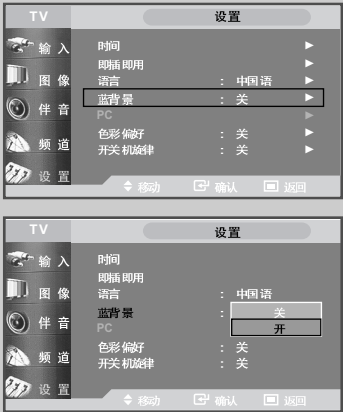 TV 设置
输入 时间 ▶
即插即用 ▶
图像 语言 : 中国语 ▶
蓝背景 : 关 ▶
伴音 PC ▶
色彩偏好 : 关 ▶
频道 开关机旋律 : 关 ▶
设置
移动 确认 返回
TV 设置
输入 时间
即插即用
图像 语言 : 中国语
蓝背景 : 关
伴音 PC 开
色彩偏好 : 关
频道 开关机旋律 : 关
设置
移动 确认 返回